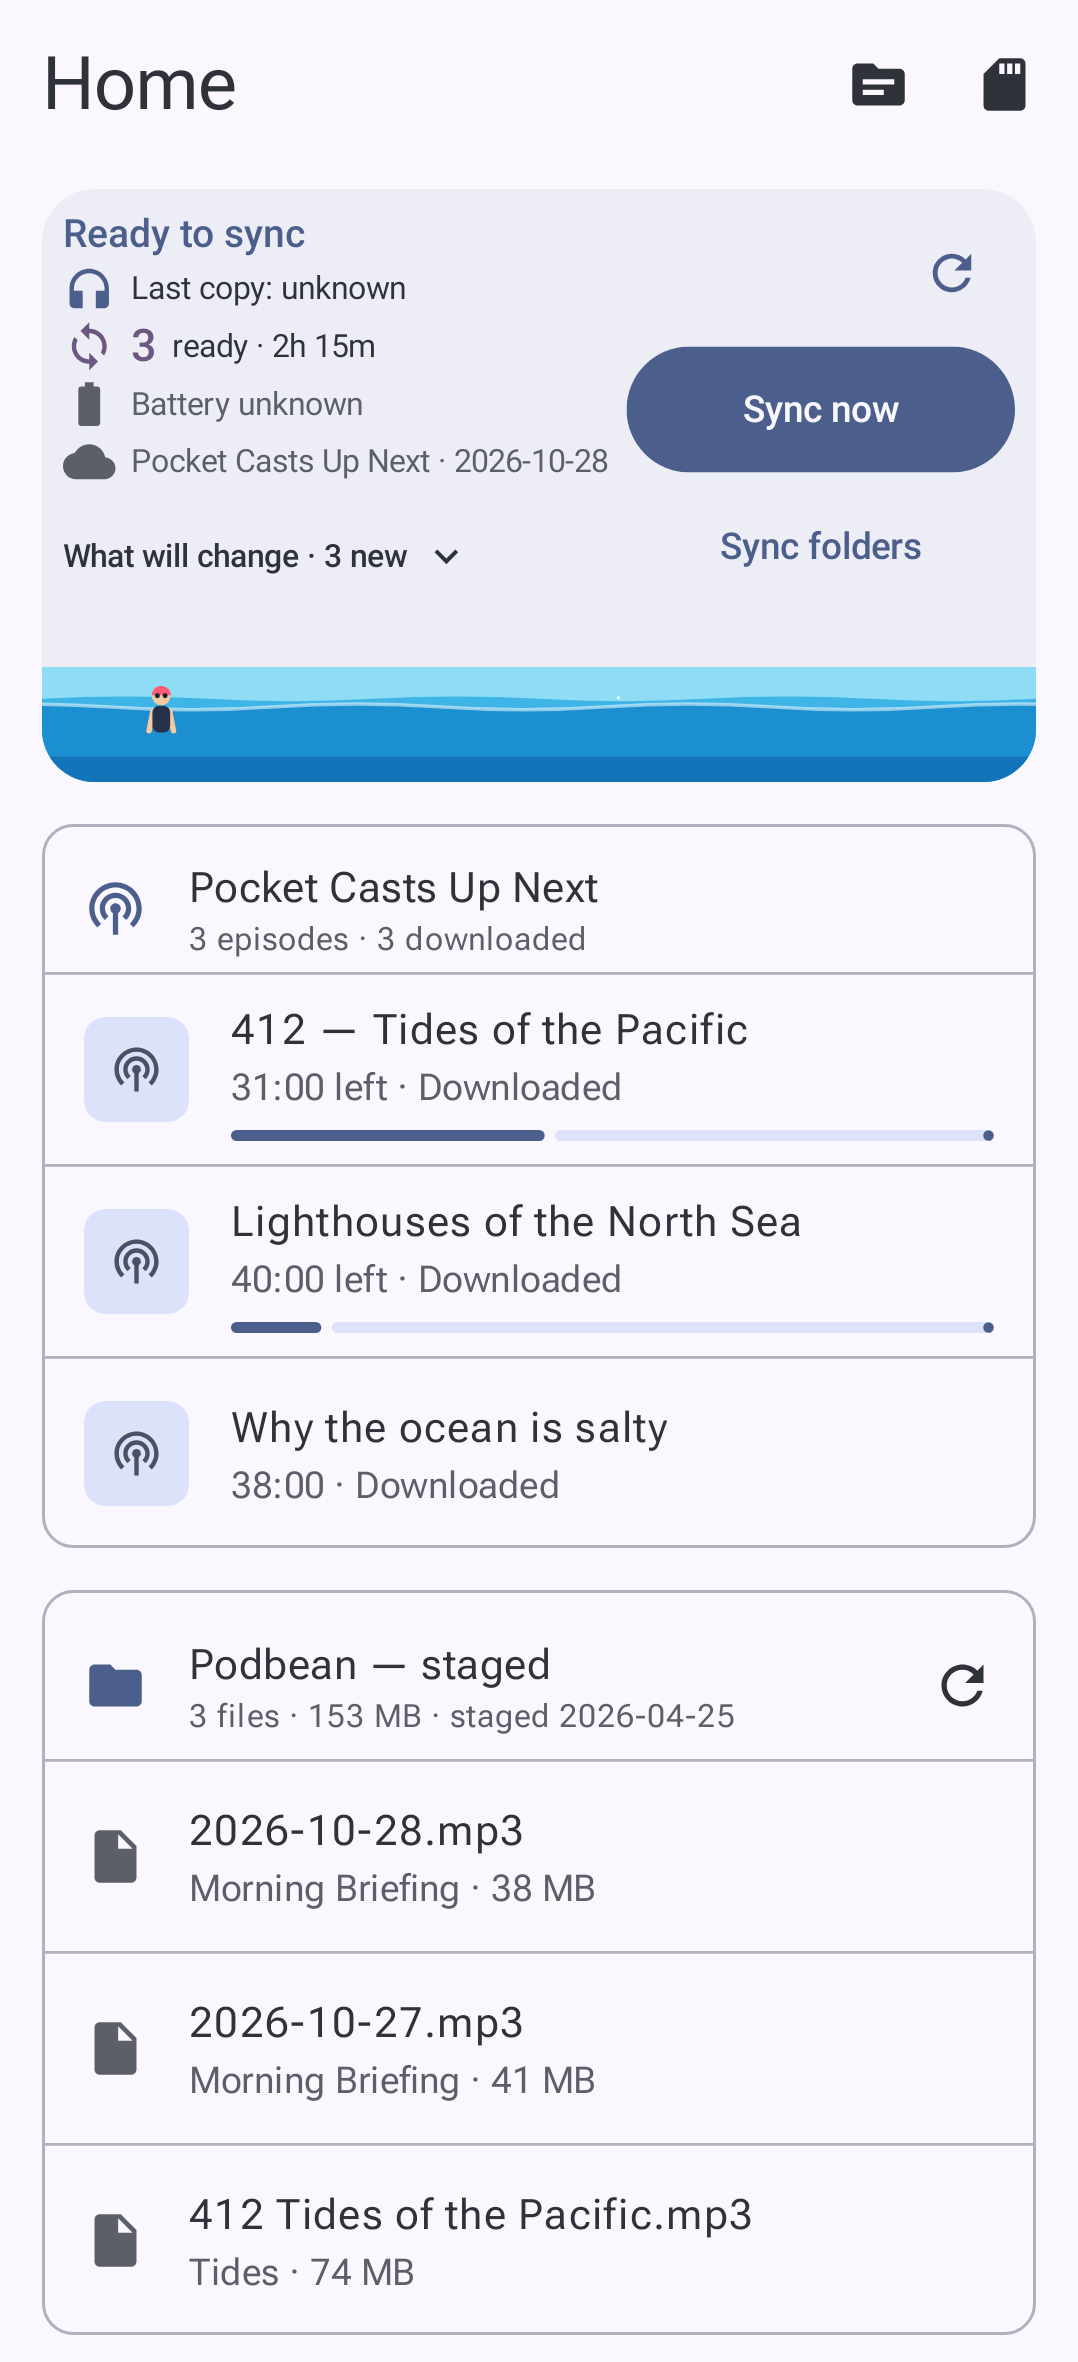 Home
Ready to sync
Last copy: unknown
3 ready · 2h 15m
Battery unknown
Sync now
Pocket Casts Up Next · 2026-10-28
What will change · 3 new
Sync folders
Pocket Casts Up Next
3 episodes · 3 downloaded
412 — Tides of the Pacific
31:00 left · Downloaded
Lighthouses of the North Sea
40:00 left · Downloaded
Why the ocean is salty
38:00 · Downloaded
Podbean — staged
3 files · 153 MB · staged 2026-04-25
2026-10-28.mp3
Morning Briefing · 38 MB
2026-10-27.mp3
Morning Briefing · 41 MB
412 Tides of the Pacific.mp3
Tides · 74 MB